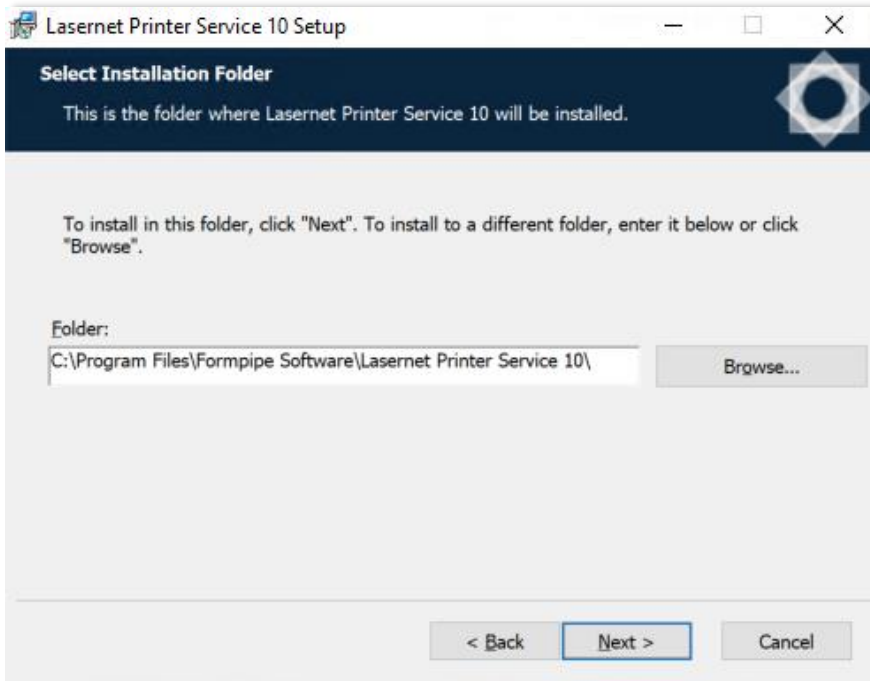 Lasernet Printer Service 10 Setup
Select Installation Folder
This is the folder where Lasernet Printer Service 10 will be installed.
To install in this folder, click "Next". To install to a different folder, enter it below or click
"Browse".
Folder:
C:\Program Files\Formpipe Software\Lasernet Printer Service 10\
Browse...
< Back
Next >
Cancel